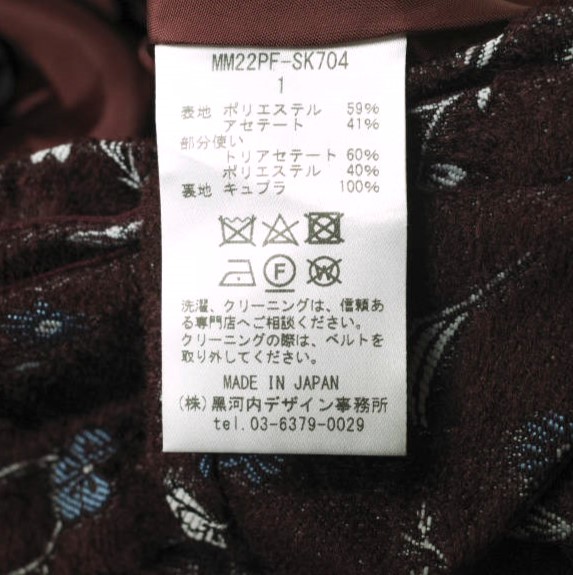 MM22PF-SK704
1
表地 ポリエステル 59%
アセテート 41%
部分使い
トリアセテート 60%
ポリエステル 40%
裏地 キュプラ 100%
F W
洗濯、クリーニングは、信頼あ
る専門店へご相談ください。
クリーニングの際は、ベルトを
取り外してください。
MADE IN JAPAN
(株)黒河内デザイン事務所
tel.03-6379-0029